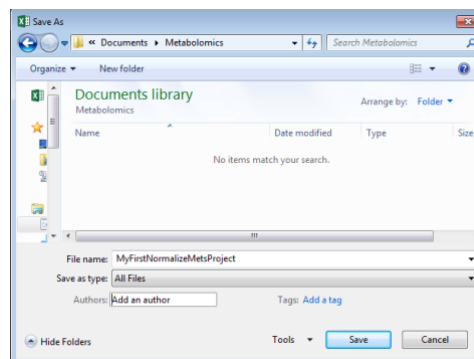 Save As
« Documents Metabolomics Search Metabolomics
Organize New folder
Documents library
Metabolomics
Arrange by: Folder
Name Date modified Type Size
No items match your search.
File name: MyFirstNormalizeMetsProject
Save as type: All Files
Authors: Add an author Tags: Add a tag
Hide Folders Tools Save Cancel